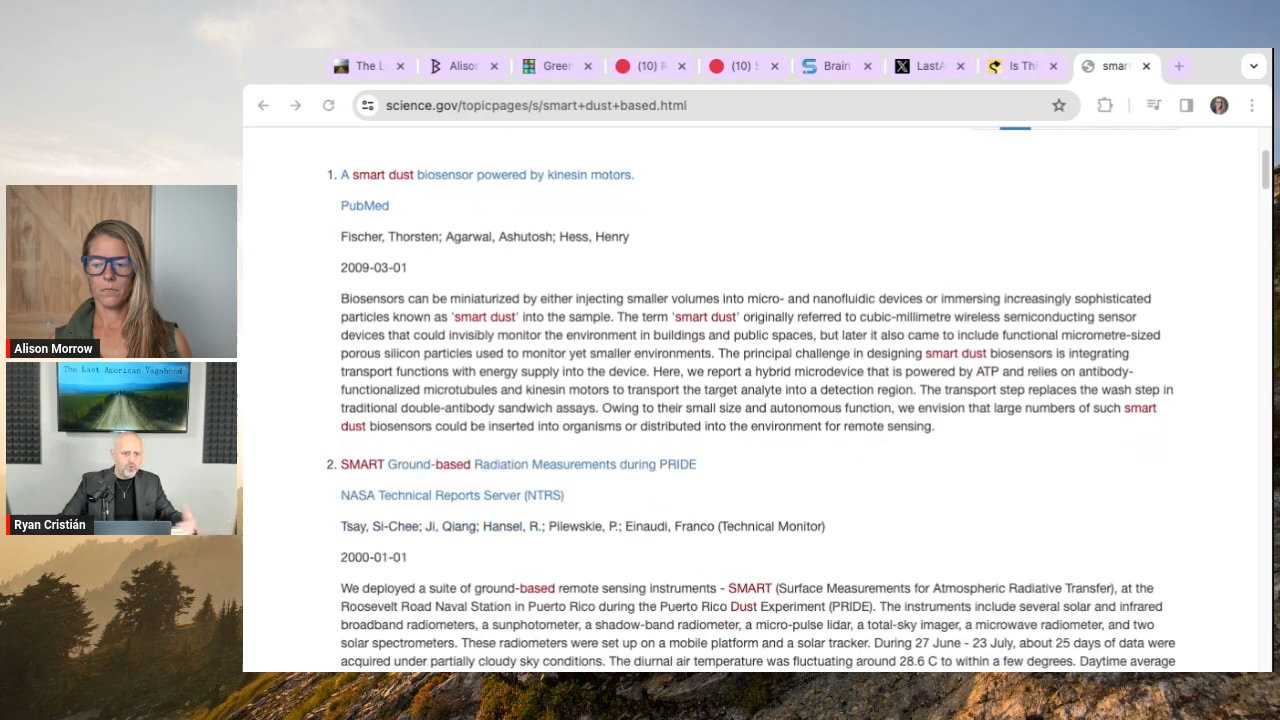 The L
Alisor
Greer
(10) F
(10) S
Brain
LastA
Is Thi
smar
science.gov/topicpages/s/smart+dust+based.html
1. A smart dust biosensor powered by kinesin motors.
PubMed
Fischer, Thorsten; Agarwal, Ashutosh; Hess, Henry
2009-03-01
Biosensors can be miniaturized by either injecting smaller volumes into micro- and nanofluidic devices or immersing increasingly sophisticated
particles known as 'smart dust' into the sample. The term 'smart dust' originally referred to cubic-millimetre wireless semiconducting sensor
devices that could invisibly monitor the environment in buildings and public spaces, but later it also came to include functional micrometre-sized
porous silicon particles used to monitor yet smaller environments. The principal challenge in designing smart dust biosensors is integrating
transport functions with energy supply into the device. Here, we report a hybrid microdevice that is powered by ATP and relies on antibody-
functionalized microtubules and kinesin motors to transport the target analyte into a detection region. The transport step replaces the wash step in
traditional double-antibody sandwich assays. Owing to their small size and autonomous function, we envision that large numbers of such smart
dust biosensors could be inserted into organisms or distributed into the environment for remote sensing.
2. SMART Ground-based Radiation Measurements during PRIDE
NASA Technical Reports Server (NTRS)
Tsay, Si-Chee; Ji, Qiang; Hansel, R.; Pilewskie, P.; Einaudi, Franco (Technical Monitor)
2000-01-01
We deployed a suite of ground-based remote sensing instruments - SMART (Surface Measurements for Atmospheric Radiative Transfer), at the
Roosevelt Road Naval Station in Puerto Rico during the Puerto Rico Dust Experiment (PRIDE). The instruments include several solar and infrared
broadband radiometers, a sunphotometer, a shadow-band radiometer, a micro-pulse lidar, a total-sky imager, a microwave radiometer, and two
solar spectrometers. These radiometers were set up on a mobile platform and a solar tracker. During 27 June - 23 July, about 25 days of data were
acquired under partially cloudy sky conditions. The diurnal air temperature was fluctuating around 28.6 C to within a few degrees. Daytime average
Alison Morrow
The Last American Vagabond
Ryan Cristián